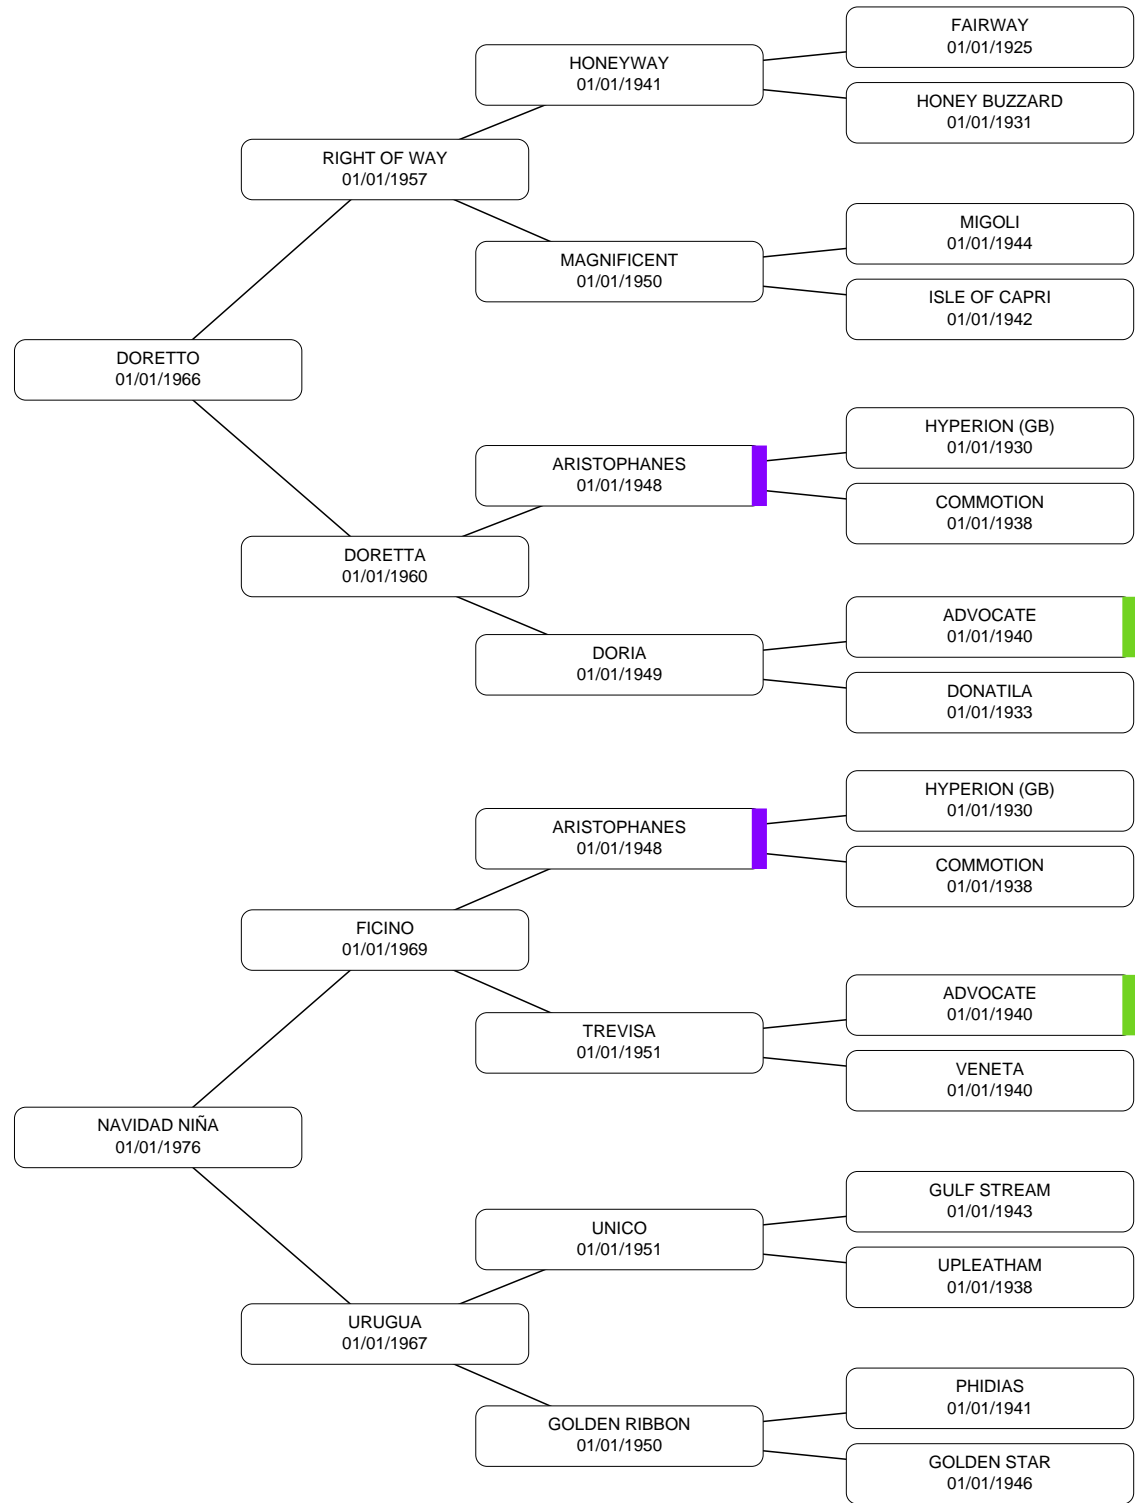 FAIRWAY
01/01/1925
HONEYWAY
01/01/1941
HONEY BUZZARD
01/01/1931
RIGHT OF WAY
01/01/1957
MIGOLI
01/01/1944
MAGNIFICENT
01/01/1950
ISLE OF CAPRI
01/01/1942
DORETTO
01/01/1966
HYPERION (GB)
01/01/1930
ARISTOPHANES
01/01/1948
COMMOTION
01/01/1938
DORETTA
01/01/1960
ADVOCATE
01/01/1940
DORIA
01/01/1949
DONATILA
01/01/1933
HYPERION (GB)
01/01/1930
ARISTOPHANES
01/01/1948
COMMOTION
01/01/1938
FICINO
01/01/1969
ADVOCATE
01/01/1940
TREVISA
01/01/1951
VENETA
01/01/1940
NAVIDAD NIÑA
01/01/1976
GULF STREAM
01/01/1943
UNICO
01/01/1951
UPLEATHAM
01/01/1938
URUGUA
01/01/1967
PHIDIAS
01/01/1941
GOLDEN RIBBON
01/01/1950
GOLDEN STAR
01/01/1946